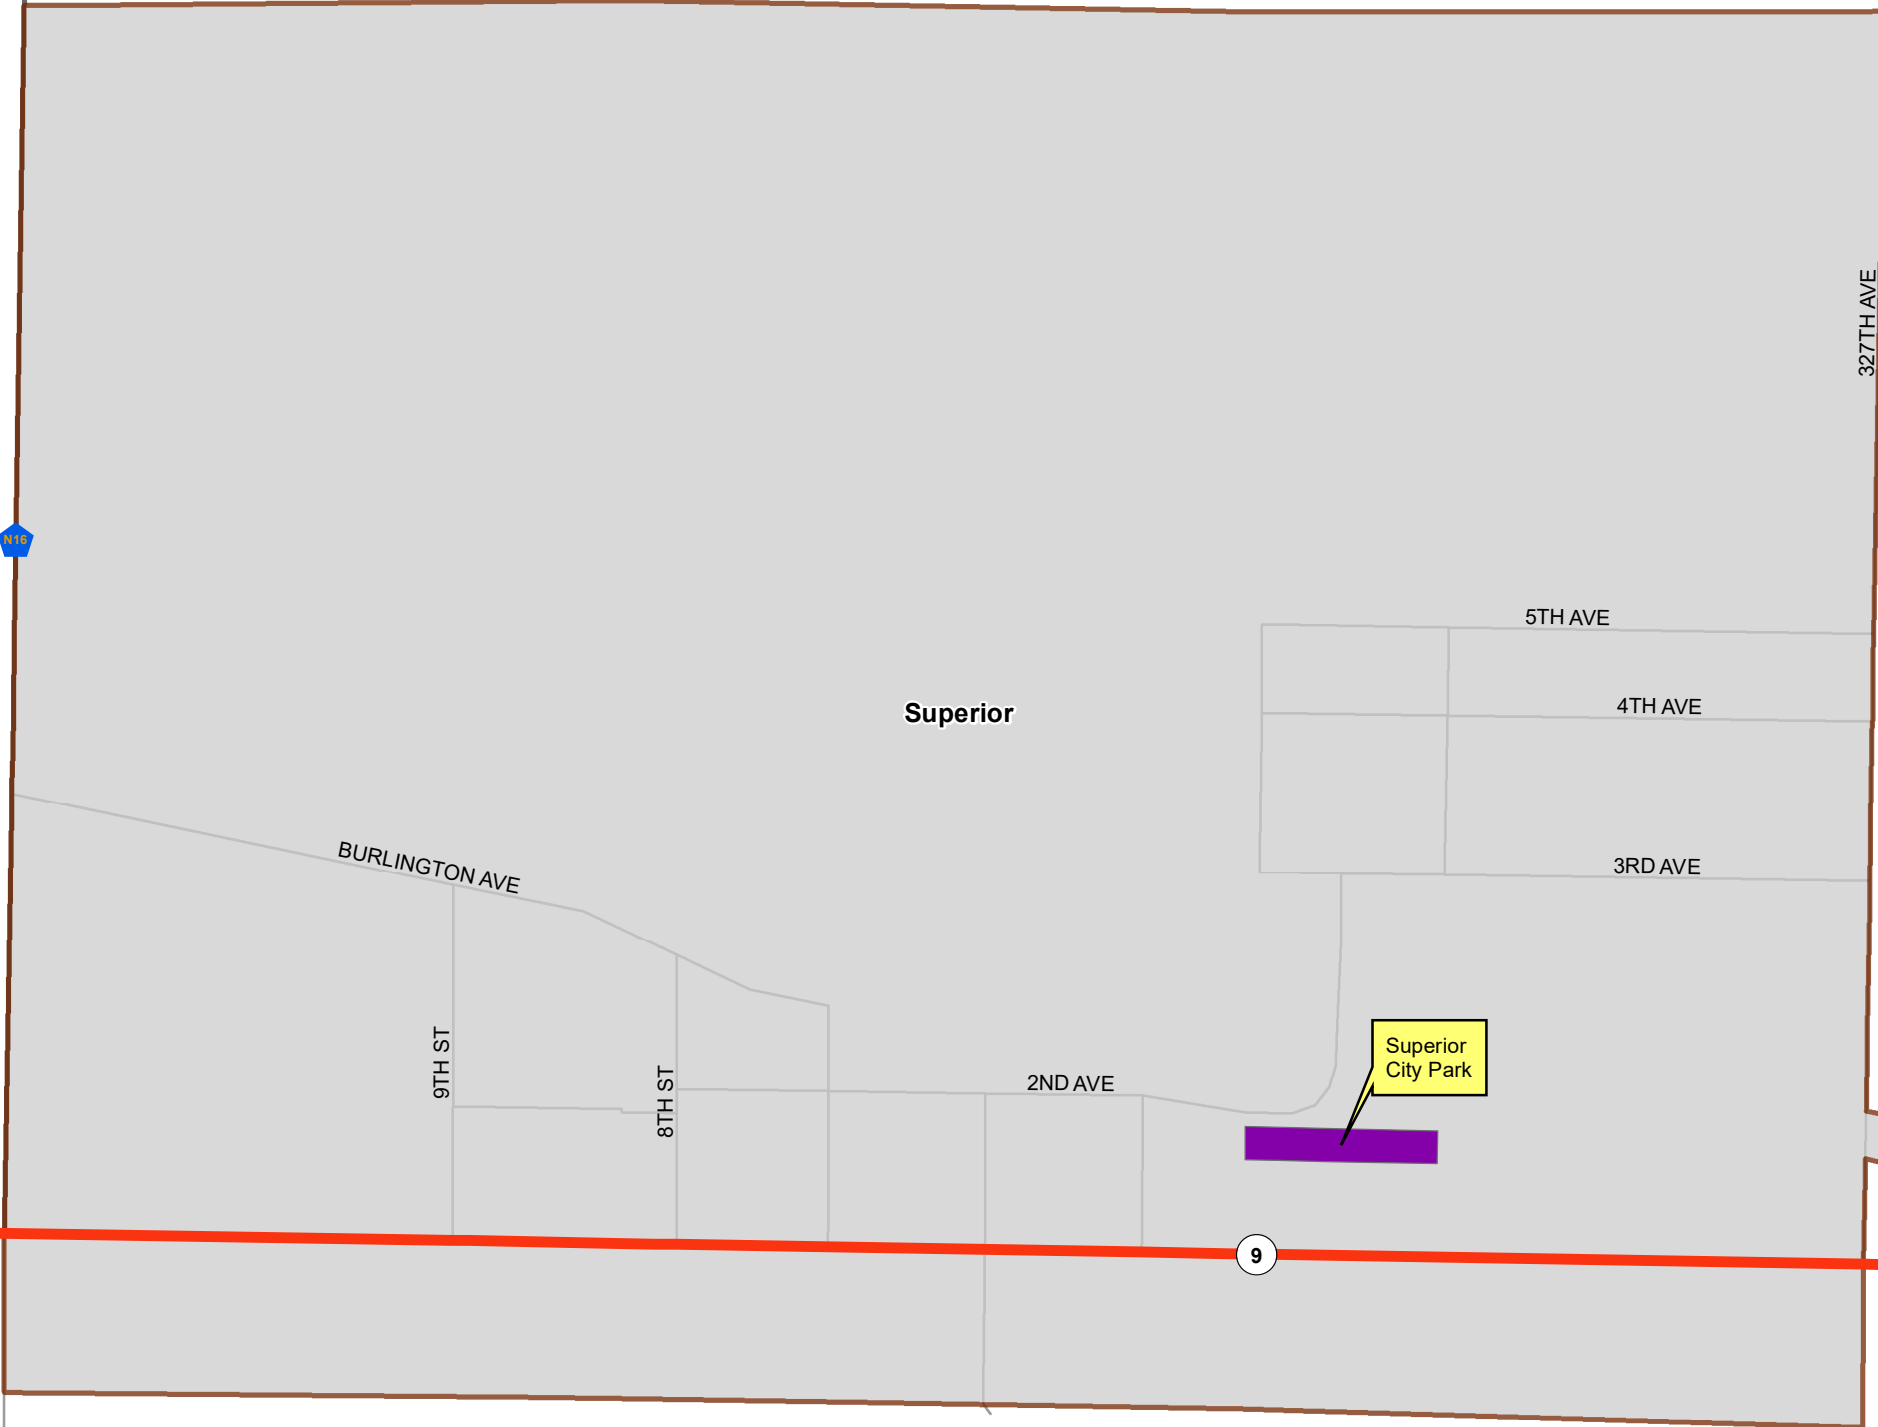 327TH AVE
N16
5TH AVE
4TH AVE
Superior
BURLINGTON AVE
3RD AVE
9TH ST
8TH ST
2ND AVE
Superior
City Park
9